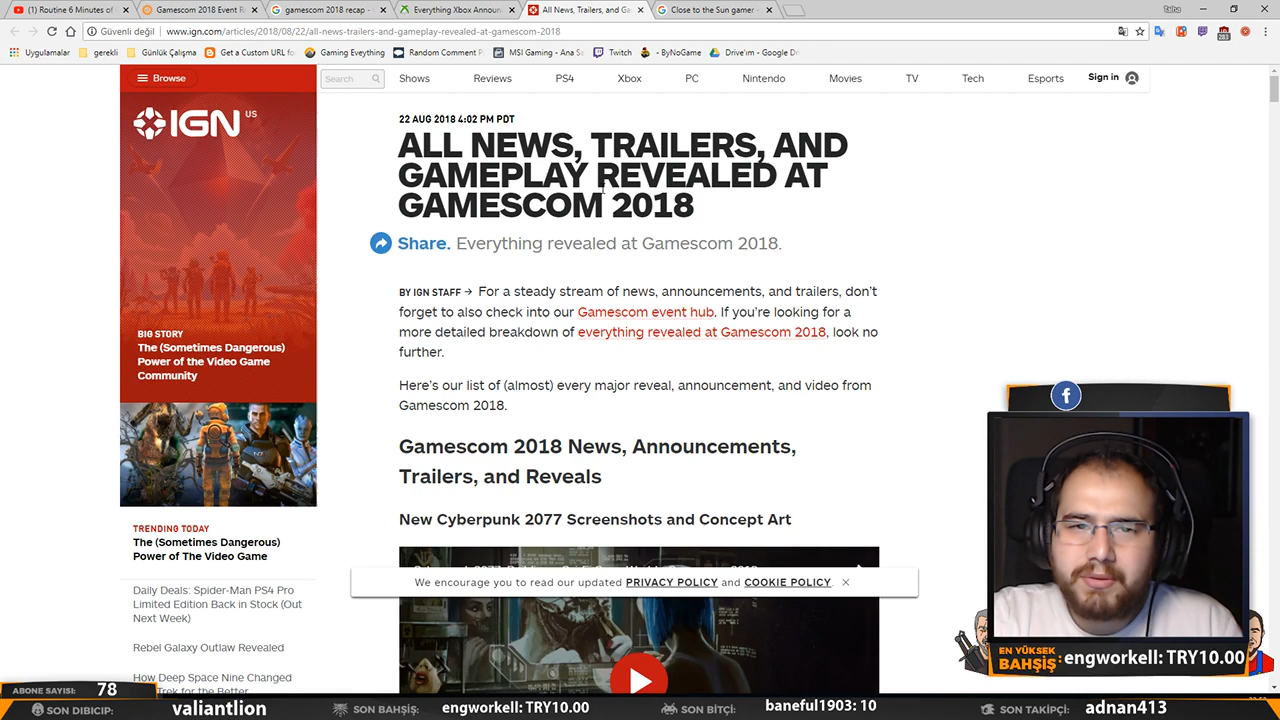 (1) Routine 6 Minutes of
Gamescom 2018 Event R
gamescom 2018 recap -
Everything Xbox Announ
All News, Trailers, and Ga
Close to the Sun gamer -
Talha
Güvenli değil
www.ign.com/articles/2018/08/22/all-news-trailers-and-gameplay-revealed-at-gamescom-2018
283
Uygulamalar
gerekli
Günlük Çalışma
Get a Custom URL fo
Gaming Eveything
Random Comment P
MSI Gaming - Ana Sa
Twitch
- ByNoGame
Drive'ım - Google Dr
Browse
Search
Shows
Reviews
PS4
Xbox
PC
Nintendo
Movies
TV
Tech
Esports
Sign in
IGN US
22 AUG 2018 4:02 PM PDT
ALL NEWS, TRAILERS, AND
GAMEPLAY REVEALED AT
GAMESCOM 2018
Share. Everything revealed at Gamescom 2018.
BY IGN STAFF → For a steady stream of news, announcements, and trailers, don't
forget to also check into our Gamescom event hub. If you're looking for a
more detailed breakdown of everything revealed at Gamescom 2018, look no
further.
Here's our list of (almost) every major reveal, announcement, and video from
Gamescom 2018.
Gamescom 2018 News, Announcements,
Trailers, and Reveals
New Cyberpunk 2077 Screenshots and Concept Art
BIG STORY
The (Sometimes Dangerous)
Power of the Video Game
Community
N7
TRENDING TODAY
The (Sometimes Dangerous)
Power of The Video Game
Daily Deals: Spider-Man PS4 Pro
Limited Edition Back in Stock (Out
Next Week)
Rebel Galaxy Outlaw Revealed
How Deep Space Nine Changed
Trek for the Better
We encourage you to read our updated PRIVACY POLICY and COOKIE POLICY.
EN YÜKSEK
BAHŞİŞ:
engworkell: TRY10.00
ABONE SAYISI: 78
SON DIBICIP: valiantlion
SON BAHŞİŞ: engworkell: TRY10.00
SON BİTÇİ: baneful1903: 10
SON TAKİPÇİ: adnan413